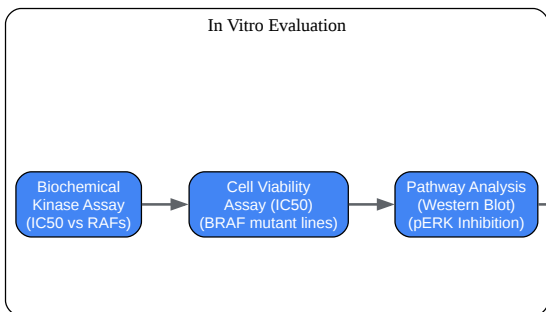 In Vitro Evaluation
Biochemical
Kinase Assay
(IC50 vs RAFs)
Cell Viability
Assay (IC50)
(BRAF mutant lines)
Pathway Analysis
(Western Blot)
(pERK Inhibition)